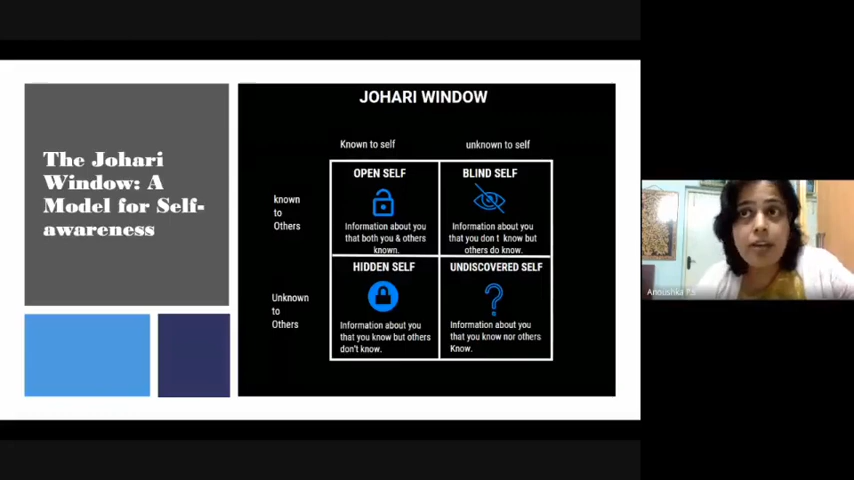 The Johari
Window: A
Model for Self-
awareness
JOHARI WINDOW
Known to self
unknown to self
known
to
Others
OPEN SELF
Information about you
that both you & others
known.
BLIND SELF
Information about you
that you don t know but
others do know.
Unknown
to
Others
HIDDEN SELF
Information about you
that you know but others
don't know.
UNDISCOVERED SELF
?
Information about you
that you know nor others
Know.
Anoushka P.S